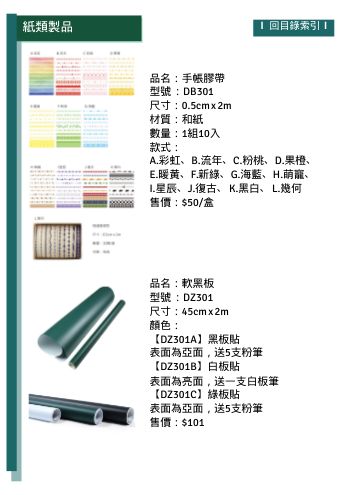 紙類製品
I 回目錄索引 I
品名：手帳膠帶
型號：DB301
尺寸：0.5cmx2m
材質：和紙
數量：1組10入
款式：
A.彩虹、B.流年、C.粉桃、D.果橙、
E.暖黃、F.新綠、G.海藍、H.萌寵、
I.星辰、J.復古、K.黑白、L.幾何
售價：$50/盒
品名：軟黑板
型號：DZ301
尺寸：45cmx2m
顏色：
【DZ301A】黑板貼
表面為亞面，送5支粉筆
【DZ301B】白板貼
表面為亮面，送一支白板筆
【DZ301C】綠板貼
表面為亞面，送5支粉筆
售價：$101